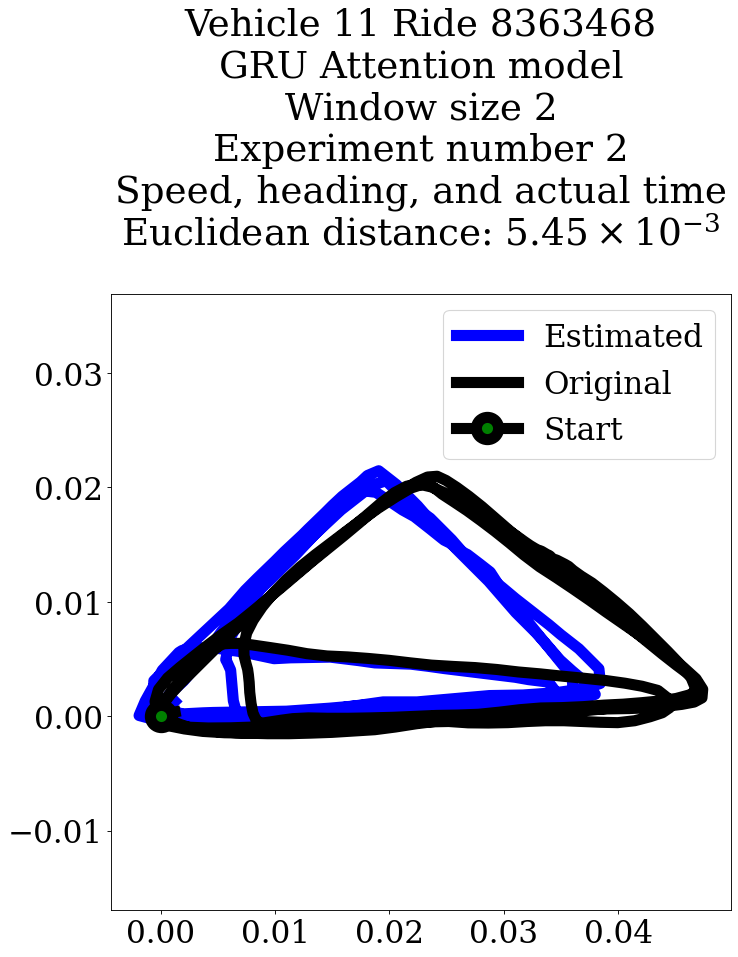 Vehicle 11 Ride 8363468
GRU Attention model
Window size 2
Experiment number 2
Speed, heading, and actual time
Euclidean distance: 5.45 × 10⁻³
Estimated
Original
Start
0.03
0.02
0.01
0.00
−0.01
0.00 0.01 0.02 0.03 0.04